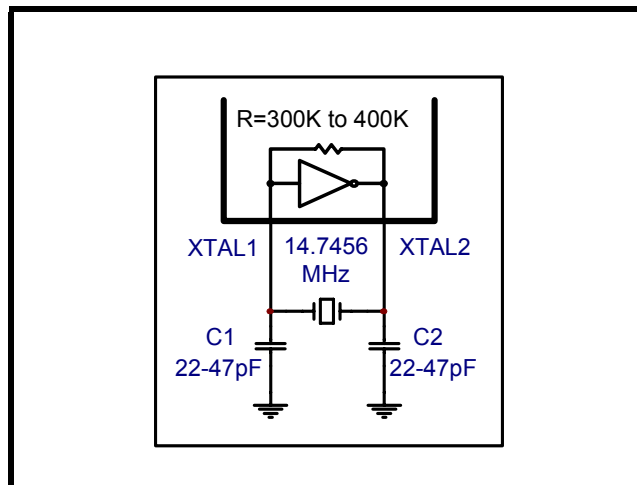 R=300K to 400K
XTAL1 14.7456 XTAL2
MHz
C1 C2
22-47pF 22-47pF